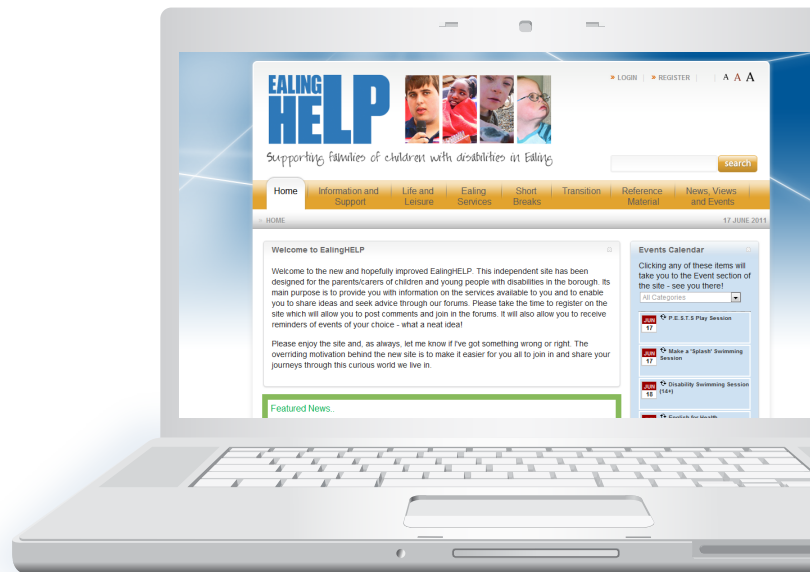 EALING
HELP
Supporting families of children with disabilities in Ealing
» LOGIN | » REGISTER | | A A A
search
Home
Information and Support
Life and Leisure
Ealing Services
Short Breaks
Transition
Reference Material
News, Views and Events
» HOME
17 JUNE 2011
Welcome to EalingHELP
Welcome to the new and hopefully improved EalingHELP. This independent site has been
designed for the parents/carers of children and young people with disabilities in the borough. Its
main purpose is to provide you with information on the services available to you and to enable
you to share ideas and seek advice through our forums. Please take the time to register on the
site which will allow you to post comments and join in the forums. It will also allow you to receive
reminders of events of your choice - what a neat idea!
Please enjoy the site and, as always, let me know if I've got something wrong or right. The
overriding motivation behind the new site is to make it easier for you all to join in and share your
journeys through this curious world we live in.
Featured News..
Events Calendar
Clicking any of these items will
take you to the Event section of
the site - see you there!
All Categories
JUN
17
P.E.S.T.S Play Session
JUN
17
Make a 'Splash' Swimming
Session
JUN
18
Disability Swimming Session
(14+)
English for Health